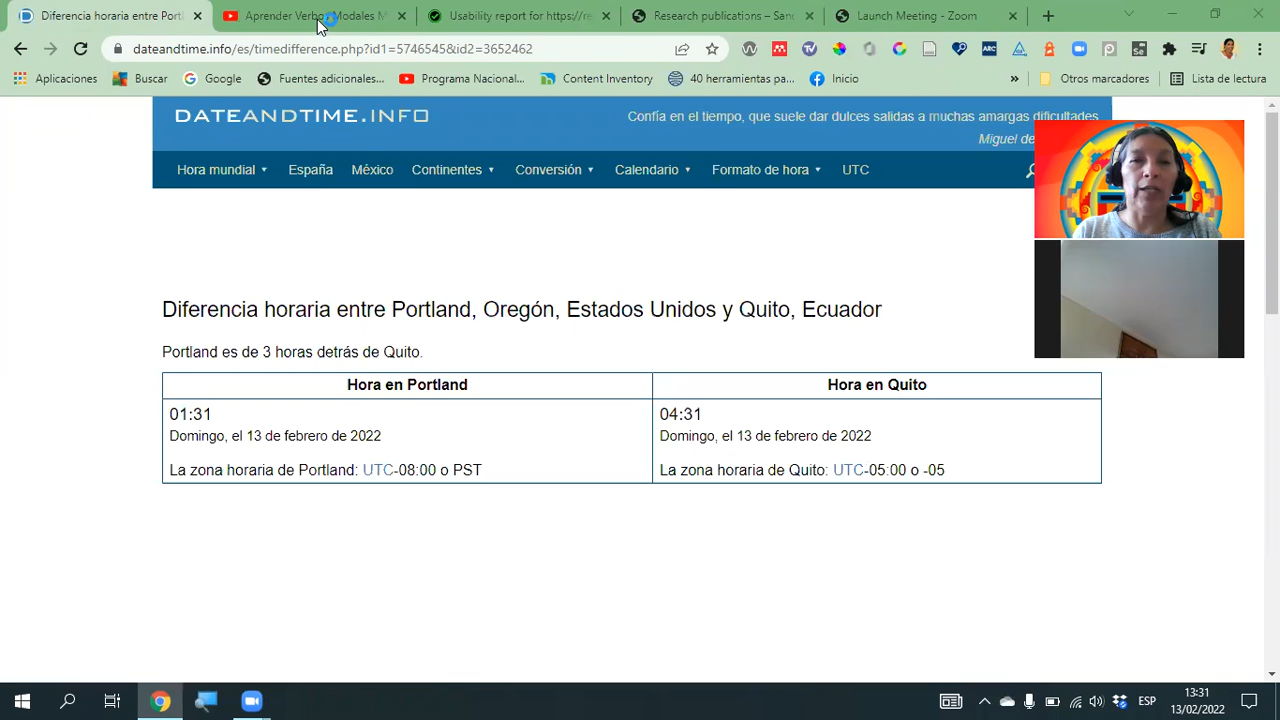 Diferencia horaria entre Portl
Aprender Verbo
Modales M
Usability report for https://re
Research publications – San
Launch Meeting - Zoom
dateandtime.info/es/timedifference.php?id1=5746545&id2=3652462
Aplicaciones
Buscar
Google
Fuentes adicionales...
Programa Nacional...
Content Inventory
40 herramientas pa...
Inicio
»
Otros marcadores
Lista de lectura
DATEANDTIME.INFO
Confía en el tiempo, que suele dar dulces salidas a muchas amargas dificultades
Miguel de
Hora mundial
España
México
Continentes
Conversión
Calendario
Formato de hora
UTC
Diferencia horaria entre Portland, Oregón, Estados Unidos y Quito, Ecuador
Portland es de 3 horas detrás de Quito.
Hora en Portland
Hora en Quito
01:31
04:31
Domingo, el 13 de febrero de 2022
Domingo, el 13 de febrero de 2022
La zona horaria de Portland: UTC-08:00 o PST
La zona horaria de Quito: UTC-05:00 o -05
ESP
13:31
13/02/2022